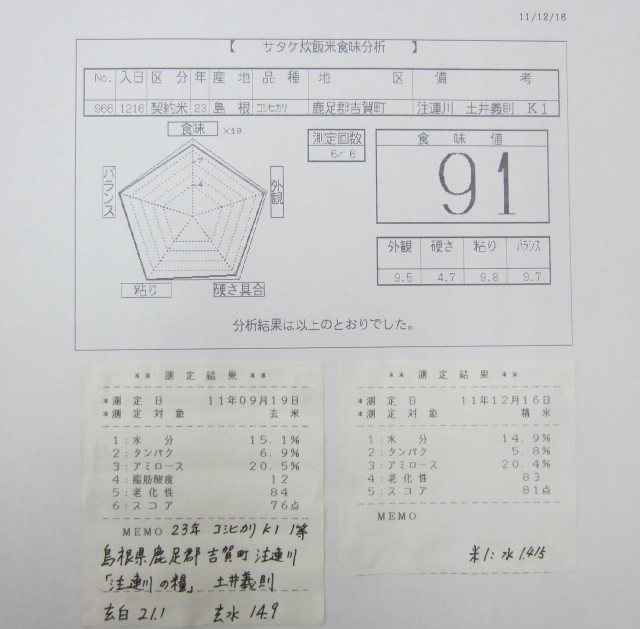 11/12/16
【 サタケ炊飯米食味分析 】
No. 入日 区分 年 産地 品種 地区 備考
966 1216 契約米 23 島根 コシヒカリ 鹿足郡吉賀町 注連川 土井義則 K1
食味 ×10
バランス
外観
粘り
硬さ具合
測定回数
6/ 6
食味値
91
外観 硬さ 粘り バランス
9.5 4.7 9.8 9.7
分析結果は以上のとおりでした。
** 測定結果 **
*測定日 11年09月19日
*測定対象 玄米
1:水分 15.1%
2:タンパク 6.9%
3:アミロース 20.5%
4:脂肪酸度 12
5:老化性 84
6:スコア 76点
MEMO 23年 コシヒカリ K1 1等
島根県鹿足郡吉賀町注連川
「注連川の糧」 土井義則
玄白 21.1 玄水 14.9
** 測定結果 **
*測定日 11年12月16日
*測定対象 精米
1:水分 14.9%
2:タンパク 5.8%
3:アミロース 20.4%
4:老化性 83
5:スコア 81点
MEMO
米1:水1.415